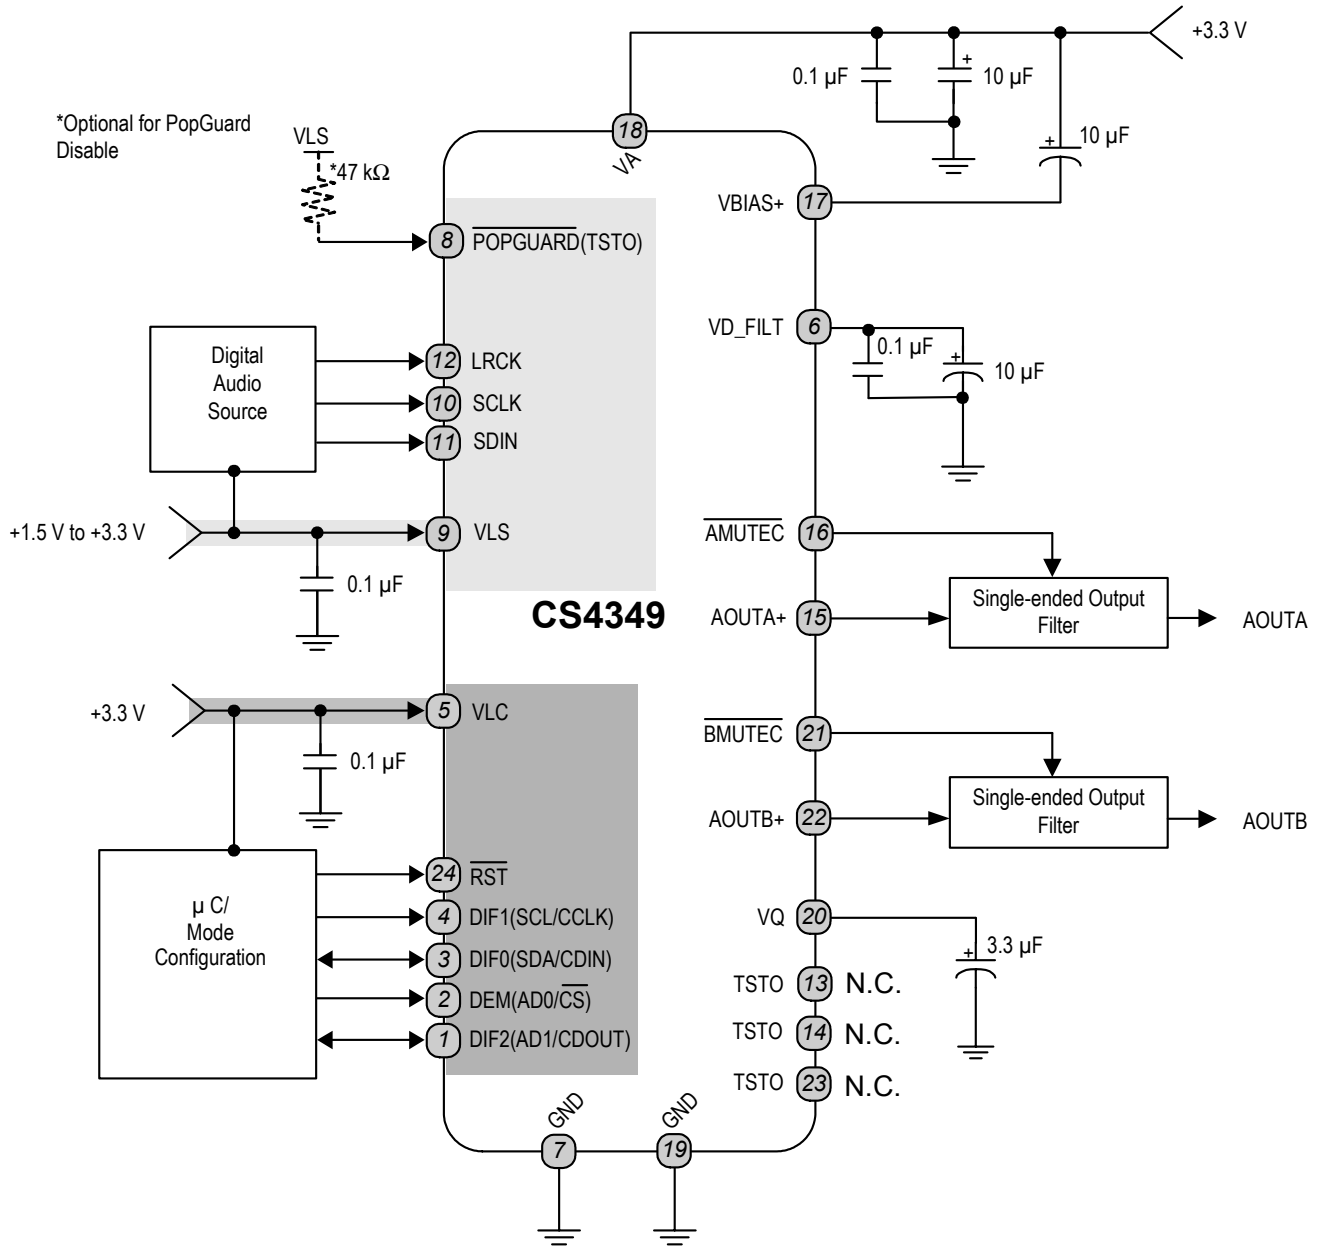 +3.3 V
0.1 µF
+
10 µF
*Optional for PopGuard
Disable
VLS
*47 kΩ
18
VA
+
10 µF
VBIAS+
17
8
POPGUARD(TSTO)
VD_FILT
6
0.1 µF
+
10 µF
Digital
Audio
Source
12
LRCK
10
SCLK
11
SDIN
+1.5 V to +3.3 V
9
VLS
0.1 µF
AMUTEC
16
CS4349
AOUTA+
15
Single-ended Output
Filter
AOUTA
+3.3 V
5
VLC
0.1 µF
BMUTEC
21
AOUTB+
22
Single-ended Output
Filter
AOUTB
µ C/
Mode
Configuration
24
RST
4
DIF1(SCL/CCLK)
3
DIF0(SDA/CDIN)
2
DEM(AD0/CS)
1
DIF2(AD1/CDOUT)
VQ
20
+
3.3 µF
TSTO
13
N.C.
TSTO
14
N.C.
TSTO
23
N.C.
GND
7
GND
19